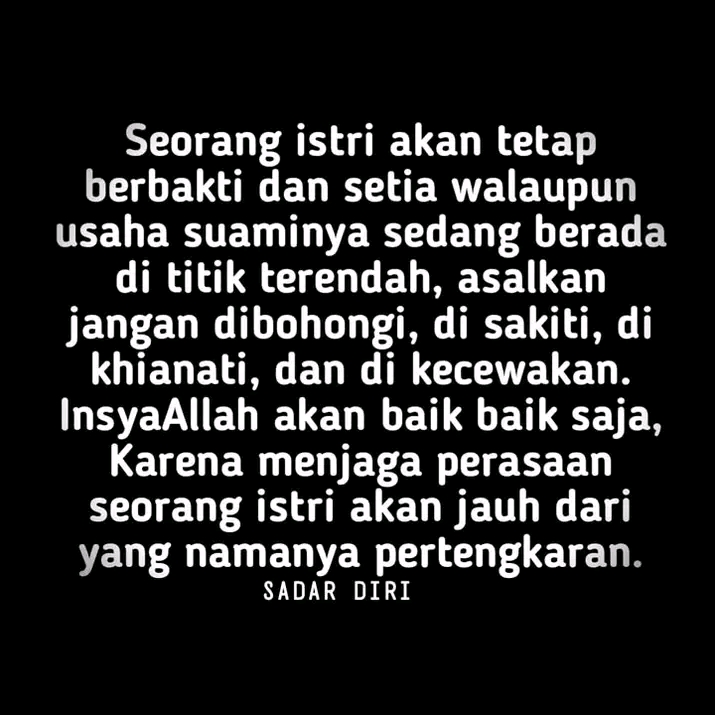 Seorang istri akan tetap
berbakti dan setia walaupun
usaha suaminya sedang berada
di titik terendah, asalkan
jangan dibohongi, di sakiti, di
khianati, dan di kecewakan.
InsyaAllah akan baik baik saja,
Karena menjaga perasaan
seorang istri akan jauh dari
yang namanya pertengkaran.
SADAR DIRI